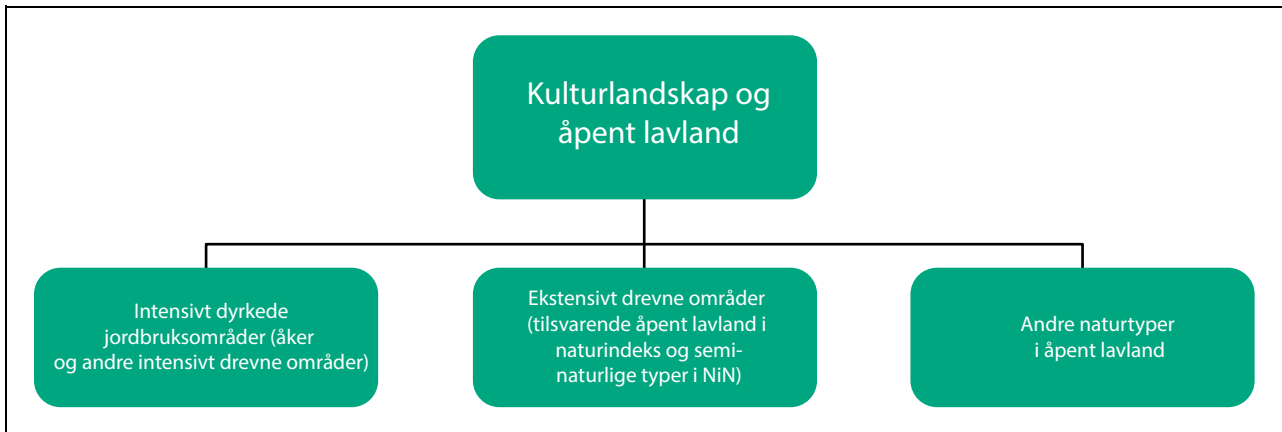 Kulturlandskap og
åpent lavland
Intensivt dyrkede
jordbruksområder (åker
og andre intensivt drevne områder)
Ekstensivt drevne områder
(tilsvarende åpent lavland i
naturindeks og semi-
naturlige typer i NiN)
Andre naturtyper
i åpent lavland